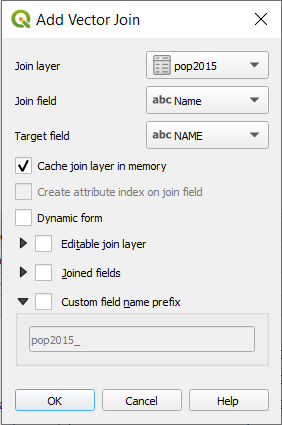 Add Vector Join
Join layer pop2015
Join field abc Name
Target field abc NAME
Cache join layer in memory
Create attribute index on join field
Dynamic form
Editable join layer
Joined fields
Custom field name prefix
pop2015_
OK Cancel Help